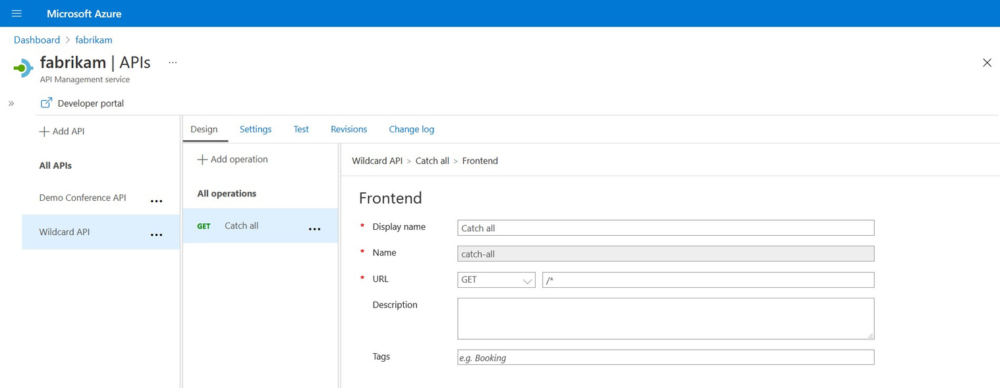 Microsoft Azure
Dashboard > fabrikam
fabrikam | APIs ...
API Management service
» Developer portal
+ Add API
All APIs
Demo Conference API ...
Wildcard API ...
Design Settings Test Revisions Change log
+ Add operation
All operations
GET Catch all ...
Wildcard API > Catch all > Frontend
Frontend
* Display name Catch all
* Name catch-all
* URL GET /*
Description
Tags e.g. Booking